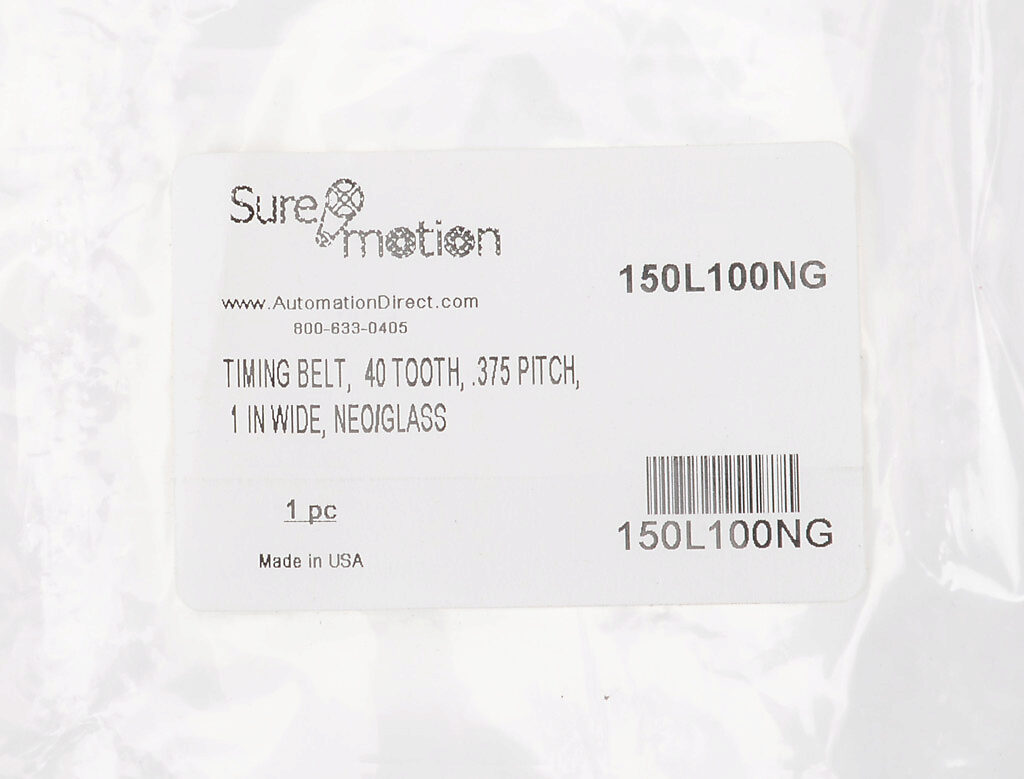 Sure
motion
150L100NG
www.AutomationDirect.com
800-633-0405
TIMING BELT, 40 TOOTH, .375 PITCH,
1 IN WIDE, NEO/GLASS
1 pc
150L100NG
Made in USA